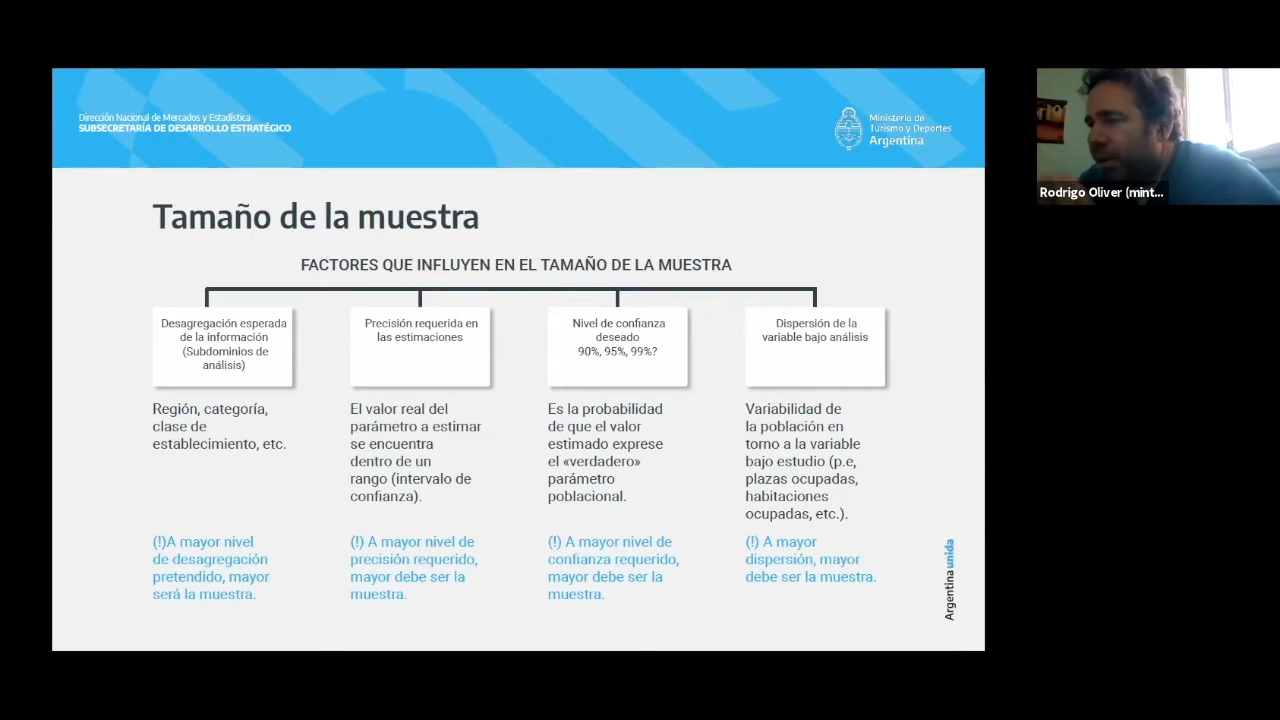 Dirección Nacional de Mercados y Estadística
SUBSECRETARÍA DE DESARROLLO ESTRATÉGICO
Ministerio de
Turismo y Deportes
Argentina
Rodrigo Oliver (mint...
Tamaño de la muestra
FACTORES QUE INFLUYEN EN EL TAMAÑO DE LA MUESTRA
Desagregación esperada
de la información
(Subdominios de
análisis)
Región, categoría,
clase de
establecimiento, etc.
(!)A mayor nivel
de desagregación
pretendido, mayor
será la muestra.
Precisión requerida en
las estimaciones
El valor real del
parámetro a estimar
se encuentra
dentro de un
rango (intervalo de
confianza).
(!) A mayor nivel de
precisión requerido,
mayor debe ser la
muestra.
Nivel de confianza
deseado
90%, 95%, 99%?
Es la probabilidad
de que el valor
estimado exprese
el «verdadero»
parámetro
poblacional.
(!) A mayor nivel de
confianza requerido,
mayor debe ser la
muestra.
Dispersión de la
variable bajo análisis
Variabilidad de
la población en
torno a la variable
bajo estudio (p.e,
plazas ocupadas,
habitaciones
ocupadas, etc.).
(!) A mayor
dispersión, mayor
debe ser la muestra.
Argentina unida